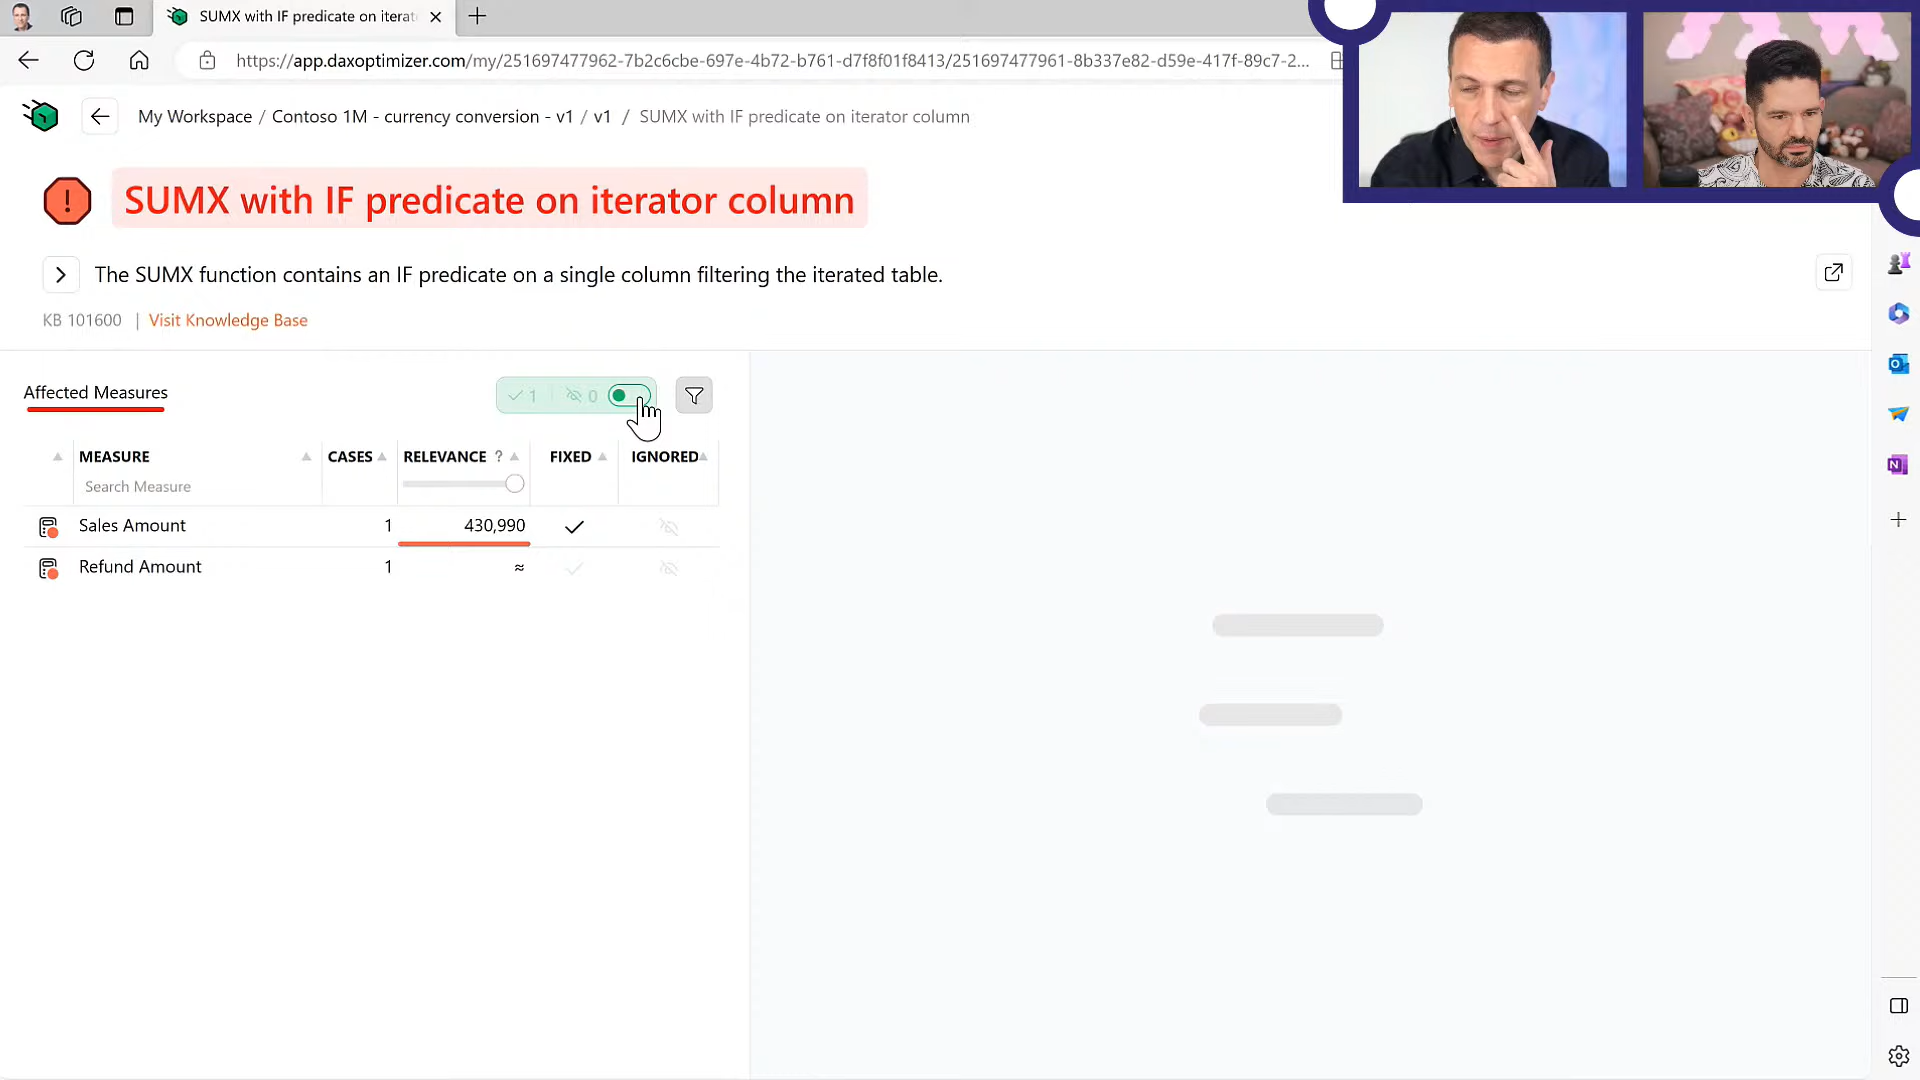 SUMX with IF predicate on iterat
https://app.daxoptimizer.com/my/251697477962-7b2c6cbe-697e-4b72-b761-d7f8f01f8413/251697477961-8b337e82-d59e-417f-89c7-2...
My Workspace / Contoso 1M - currency conversion - v1 / v1 / SUMX with IF predicate on iterator column
SUMX with IF predicate on iterator column
The SUMX function contains an IF predicate on a single column filtering the iterated table.
KB 101600 | Visit Knowledge Base
Affected Measures
1 0
MEASURE CASES RELEVANCE ? FIXED IGNORED
Search Measure
Sales Amount 1 430,990
Refund Amount 1 ≈